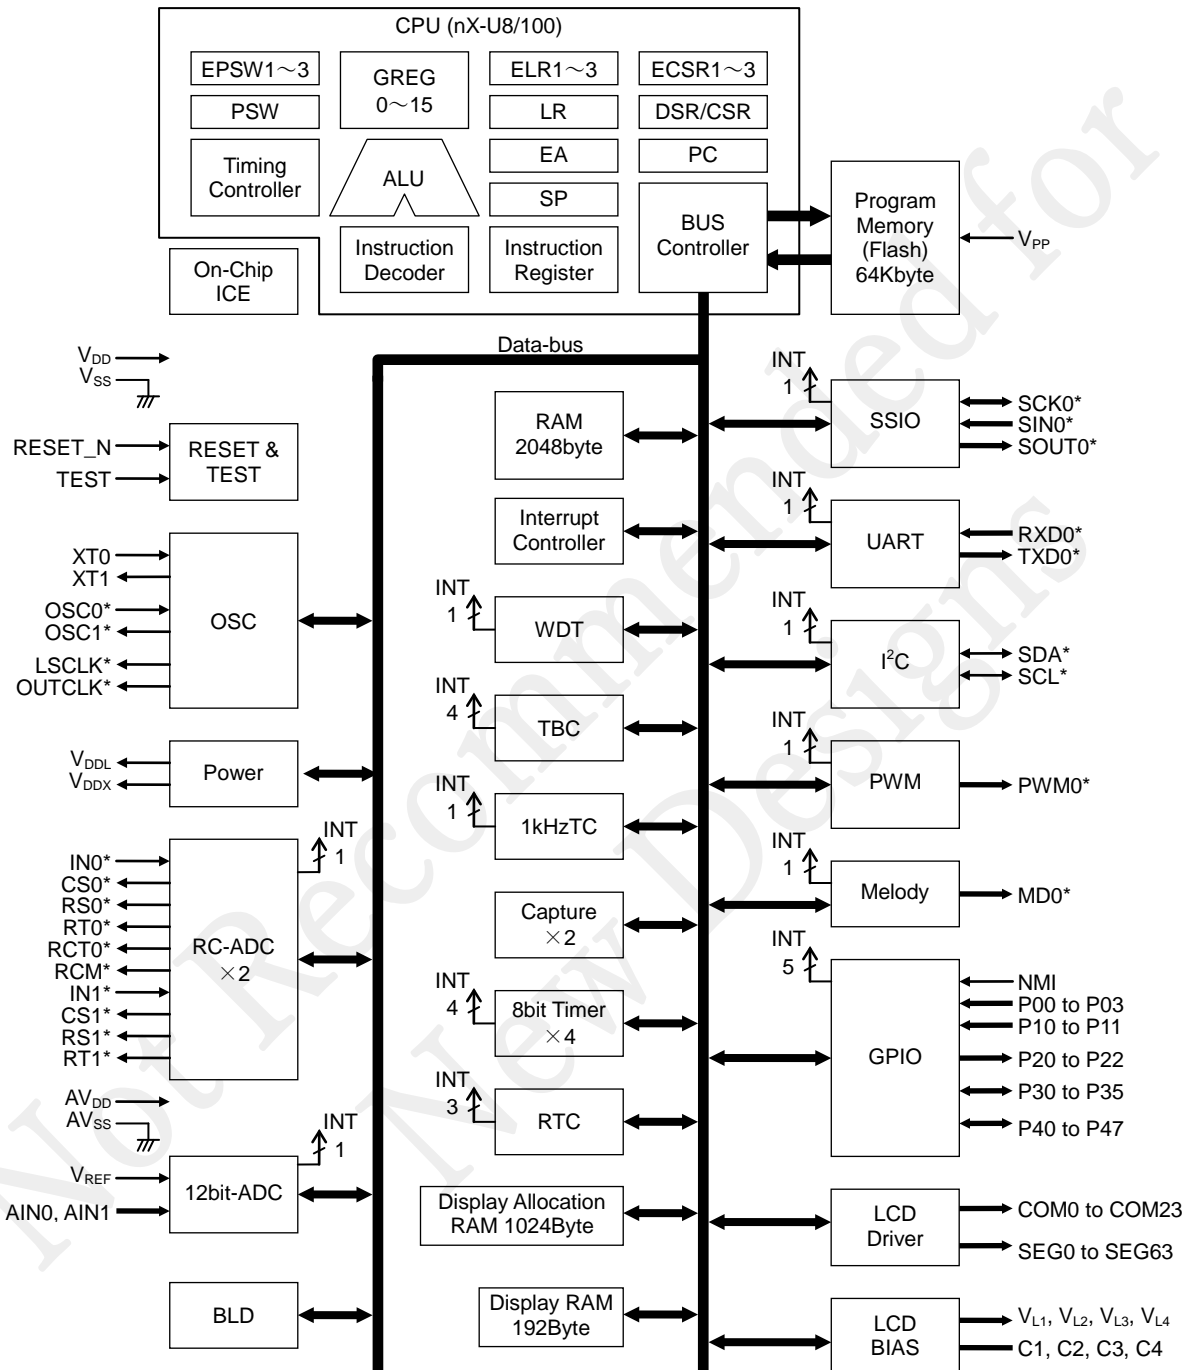 CPU (nX-U8/100)
EPSW1～3
GREG
0～15
ELR1～3
ECSR1～3
PSW
LR
DSR/CSR
Timing
Controller
ALU
EA
PC
SP
BUS
Controller
Program
Memory
(Flash)
64Kbyte
VPP
On-Chip
ICE
Instruction
Decoder
Instruction
Register
Data-bus
VDD
VSS
RESET_N
TEST
RESET &
TEST
XT0
XT1
OSC0*
OSC1*
LSCLK*
OUTCLK*
OSC
VDDL
VDDX
Power
INT
1
IN0*
CS0*
RS0*
RT0*
RCT0*
RCM*
IN1*
CS1*
RS1*
RT1*
RC-ADC
×2
AVDD
AVSS
INT
1
VREF
AIN0, AIN1
12bit-ADC
BLD
RAM
2048byte
Interrupt
Controller
INT
1
WDT
INT
4
TBC
INT
1
1kHzTC
Capture
×2
INT
4
8bit Timer
×4
INT
3
RTC
Display Allocation
RAM 1024Byte
Display RAM
192Byte
INT
1
SSIO
SCK0*
SIN0*
SOUT0*
INT
1
UART
RXD0*
TXD0*
INT
1
I²C
SDA*
SCL*
INT
1
PWM
PWM0*
INT
1
Melody
MD0*
INT
5
GPIO
NMI
P00 to P03
P10 to P11
P20 to P22
P30 to P35
P40 to P47
LCD
Driver
COM0 to COM23
SEG0 to SEG63
LCD
BIAS
VL1, VL2, VL3, VL4
C1, C2, C3, C4
Not Recommended for
New Designs